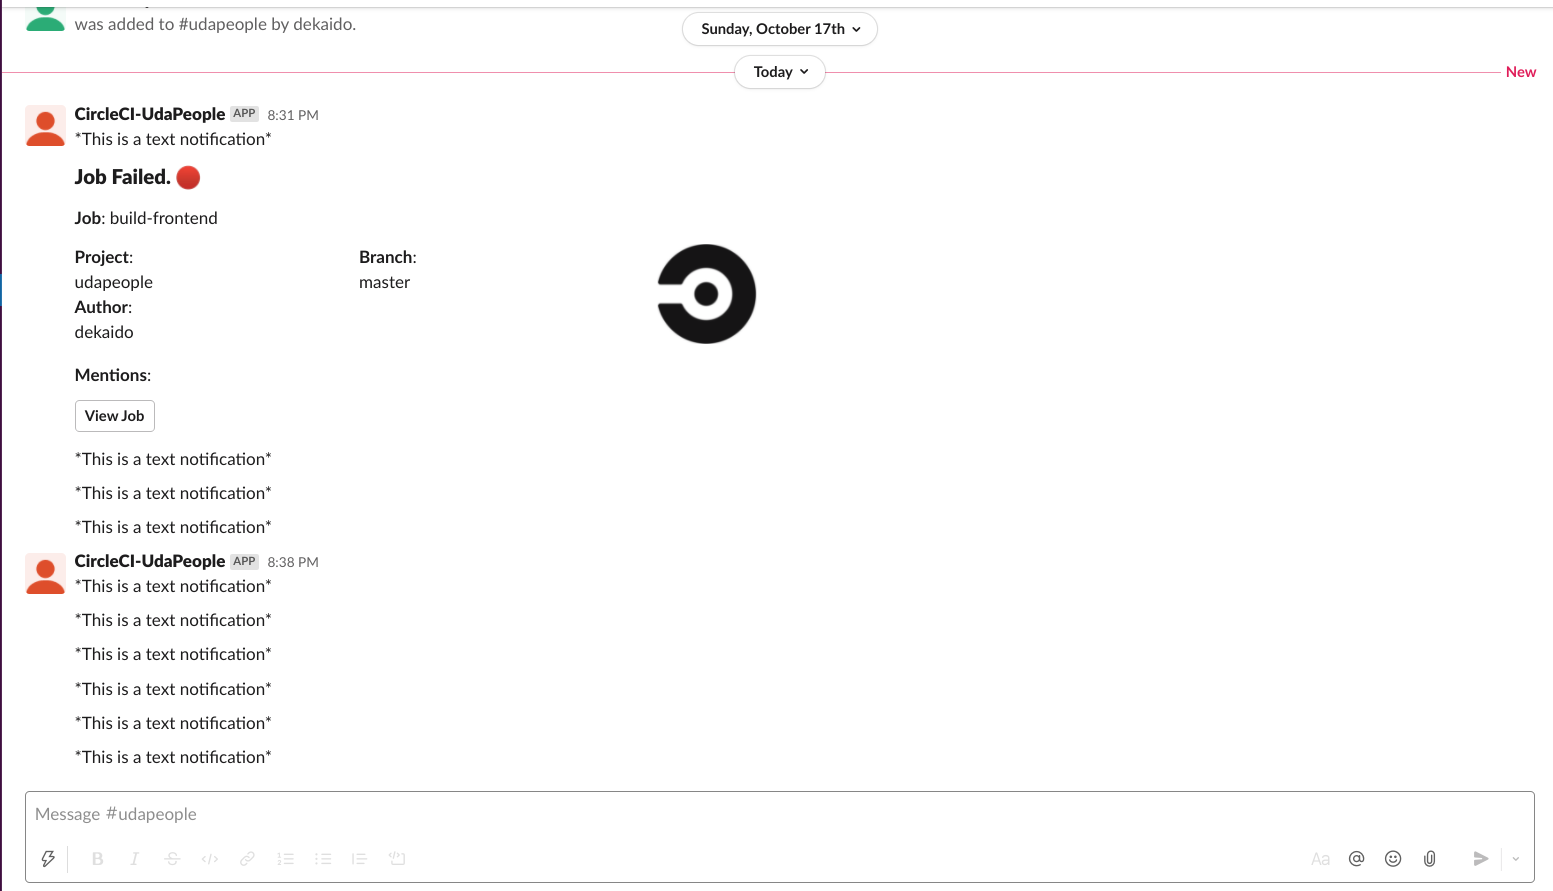 was added to #udapeople by dekaido.
Sunday, October 17th
Today
New
CircleCI-UdaPeople APP 8:31 PM
*This is a text notification*
Job Failed.
Job: build-frontend
Project: Branch:
udapeople master
Author:
dekaido
Mentions:
View Job
*This is a text notification*
*This is a text notification*
*This is a text notification*
CircleCI-UdaPeople APP 8:38 PM
*This is a text notification*
*This is a text notification*
*This is a text notification*
*This is a text notification*
*This is a text notification*
*This is a text notification*
Message #udapeople
B I S </> Aa @